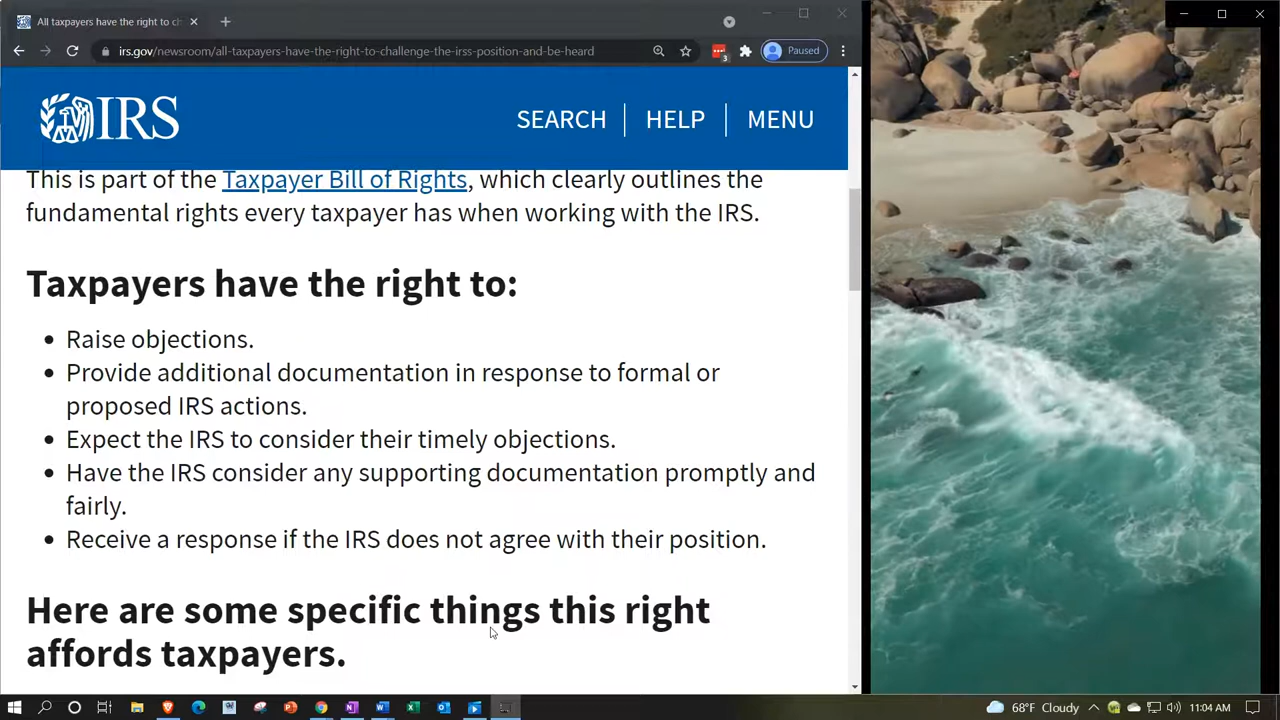 All taxpayers have the right to ch
irs.gov/newsroom/all-taxpayers-have-the-right-to-challenge-the-irss-position-and-be-heard
3
Paused
IRS
SEARCH
HELP
MENU
This is part of the Taxpayer Bill of Rights, which clearly outlines the
fundamental rights every taxpayer has when working with the IRS.
Taxpayers have the right to:
• Raise objections.
• Provide additional documentation in response to formal or
proposed IRS actions.
• Expect the IRS to consider their timely objections.
• Have the IRS consider any supporting documentation promptly and
fairly.
• Receive a response if the IRS does not agree with their position.
Here are some specific things this right
affords taxpayers.
68°F Cloudy
11:04 AM